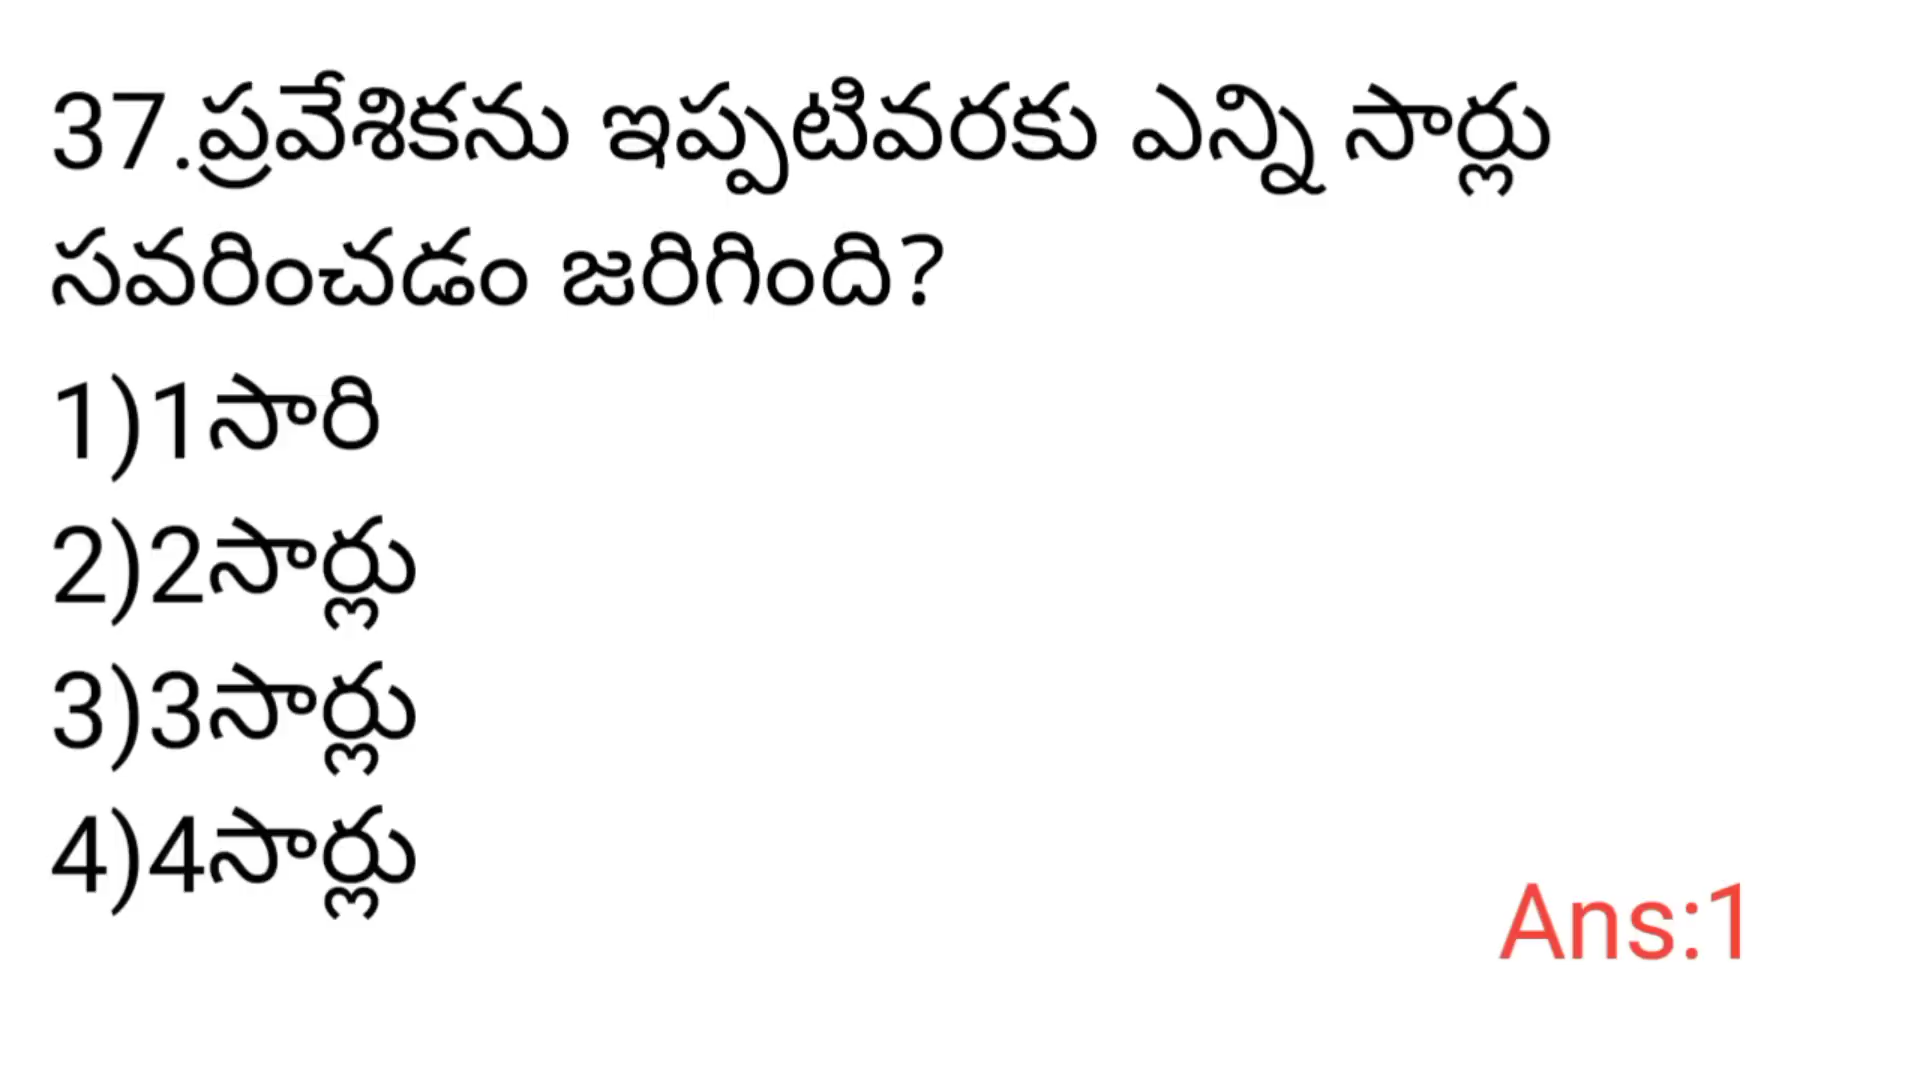 37.ప్రవేశికను ఇప్పటివరకు ఎన్ని సార్లు
సవరించడం జరిగింది?
1)1సారి
2)2సార్లు
3)3సార్లు
4)4సార్లు
Ans:1